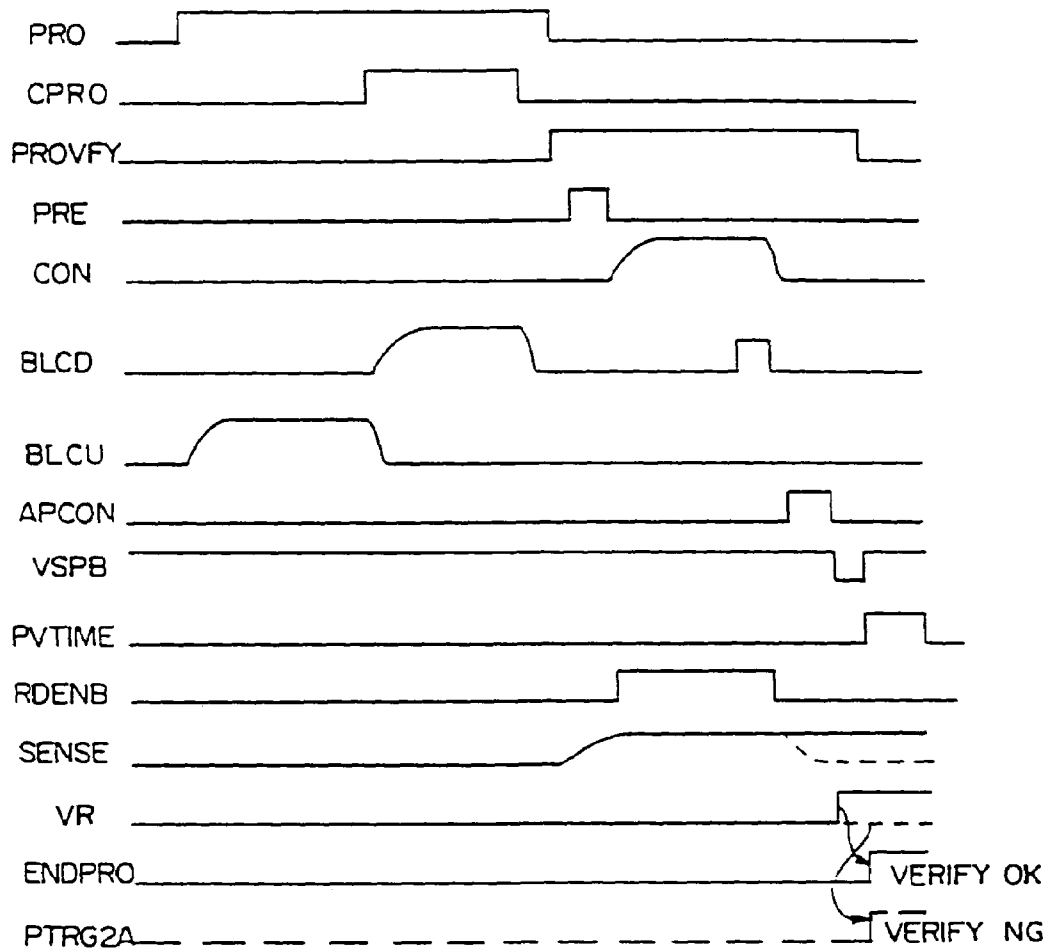 PRO
CPRO
PROVFY
PRE
CON
BLCD
BLCU
APCON
VSPB
PVTIME
RDENB
SENSE
VR
ENDPRO VERIFY OK
PTRG2A VERIFY NG